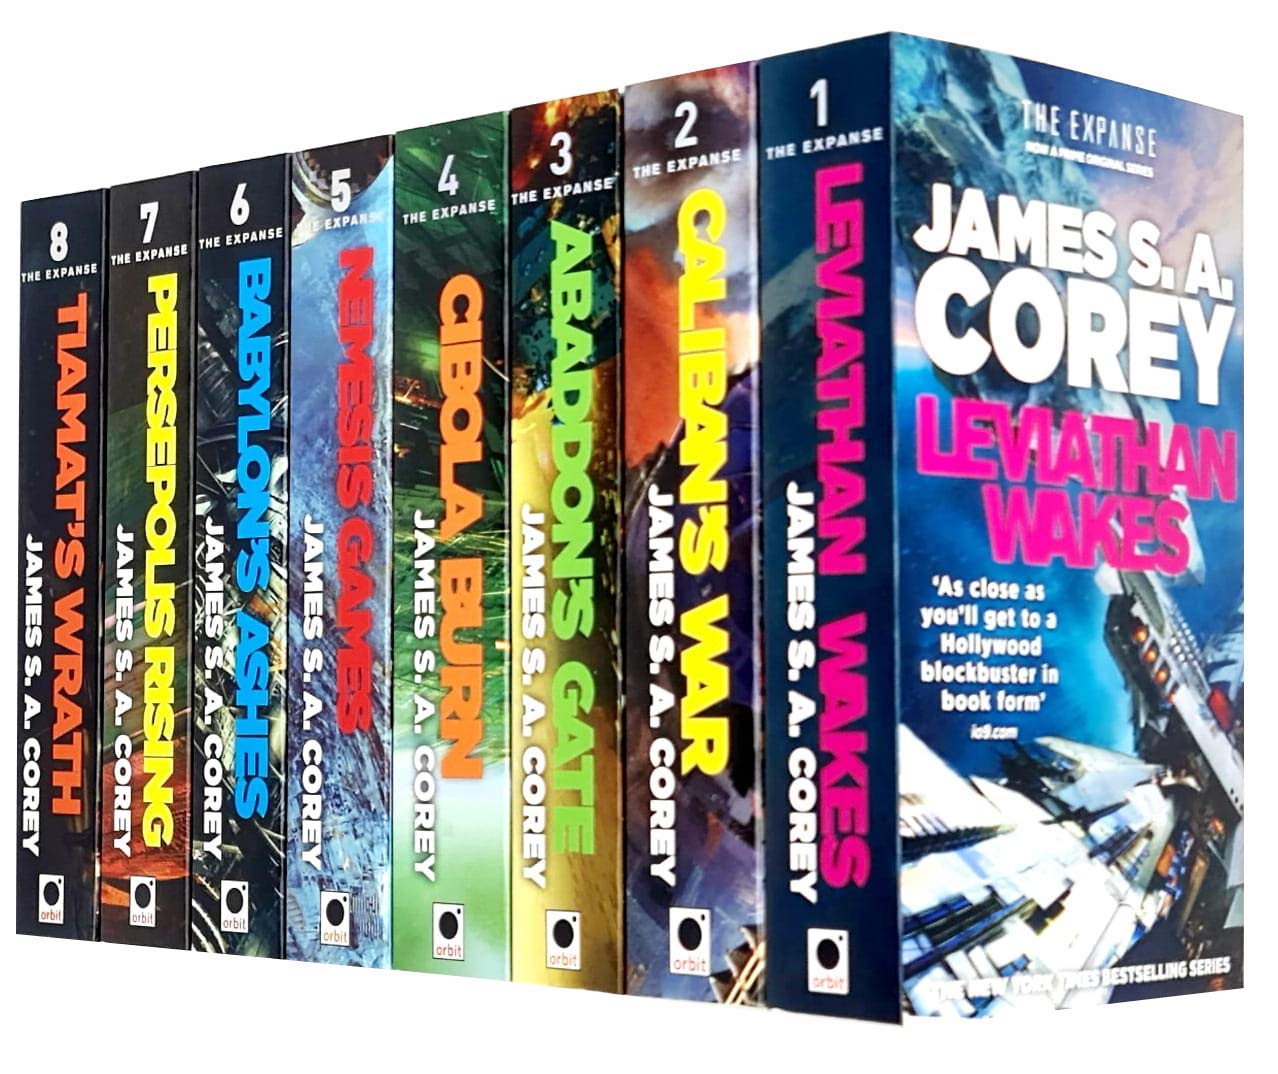 8
THE EXPANSE
TIAMAT'S WRATH
JAMES S. A. COREY
orbit
7
THE EXPANSE
PERSEPOLIS RISING
JAMES S. A. COREY
orbit
6
THE EXPANSE
BABYLON'S ASHES
JAMES S. A. COREY
orbit
5
THE EXPANSE
NEMESIS GAMES
JAMES S. A. COREY
orbit
4
THE EXPANSE
CIBOLA BURN
JAMES S. A. COREY
orbit
3
THE EXPANSE
ABADDON'S GATE
JAMES S. A. COREY
orbit
2
THE EXPANSE
CALIBAN'S WAR
JAMES S. A. COREY
orbit
1
THE EXPANSE
LEVIATHAN WAKES
JAMES S. A. COREY
orbit
THE EXPANSE
NOW A PRIME ORIGINAL SERIES
JAMES S. A.
COREY
LEVIATHAN
WAKES
'As close as
you'll get to a
Hollywood
blockbuster in
book form'
io9.com
THE NEW YORK TIMES BESTSELLING SERIES